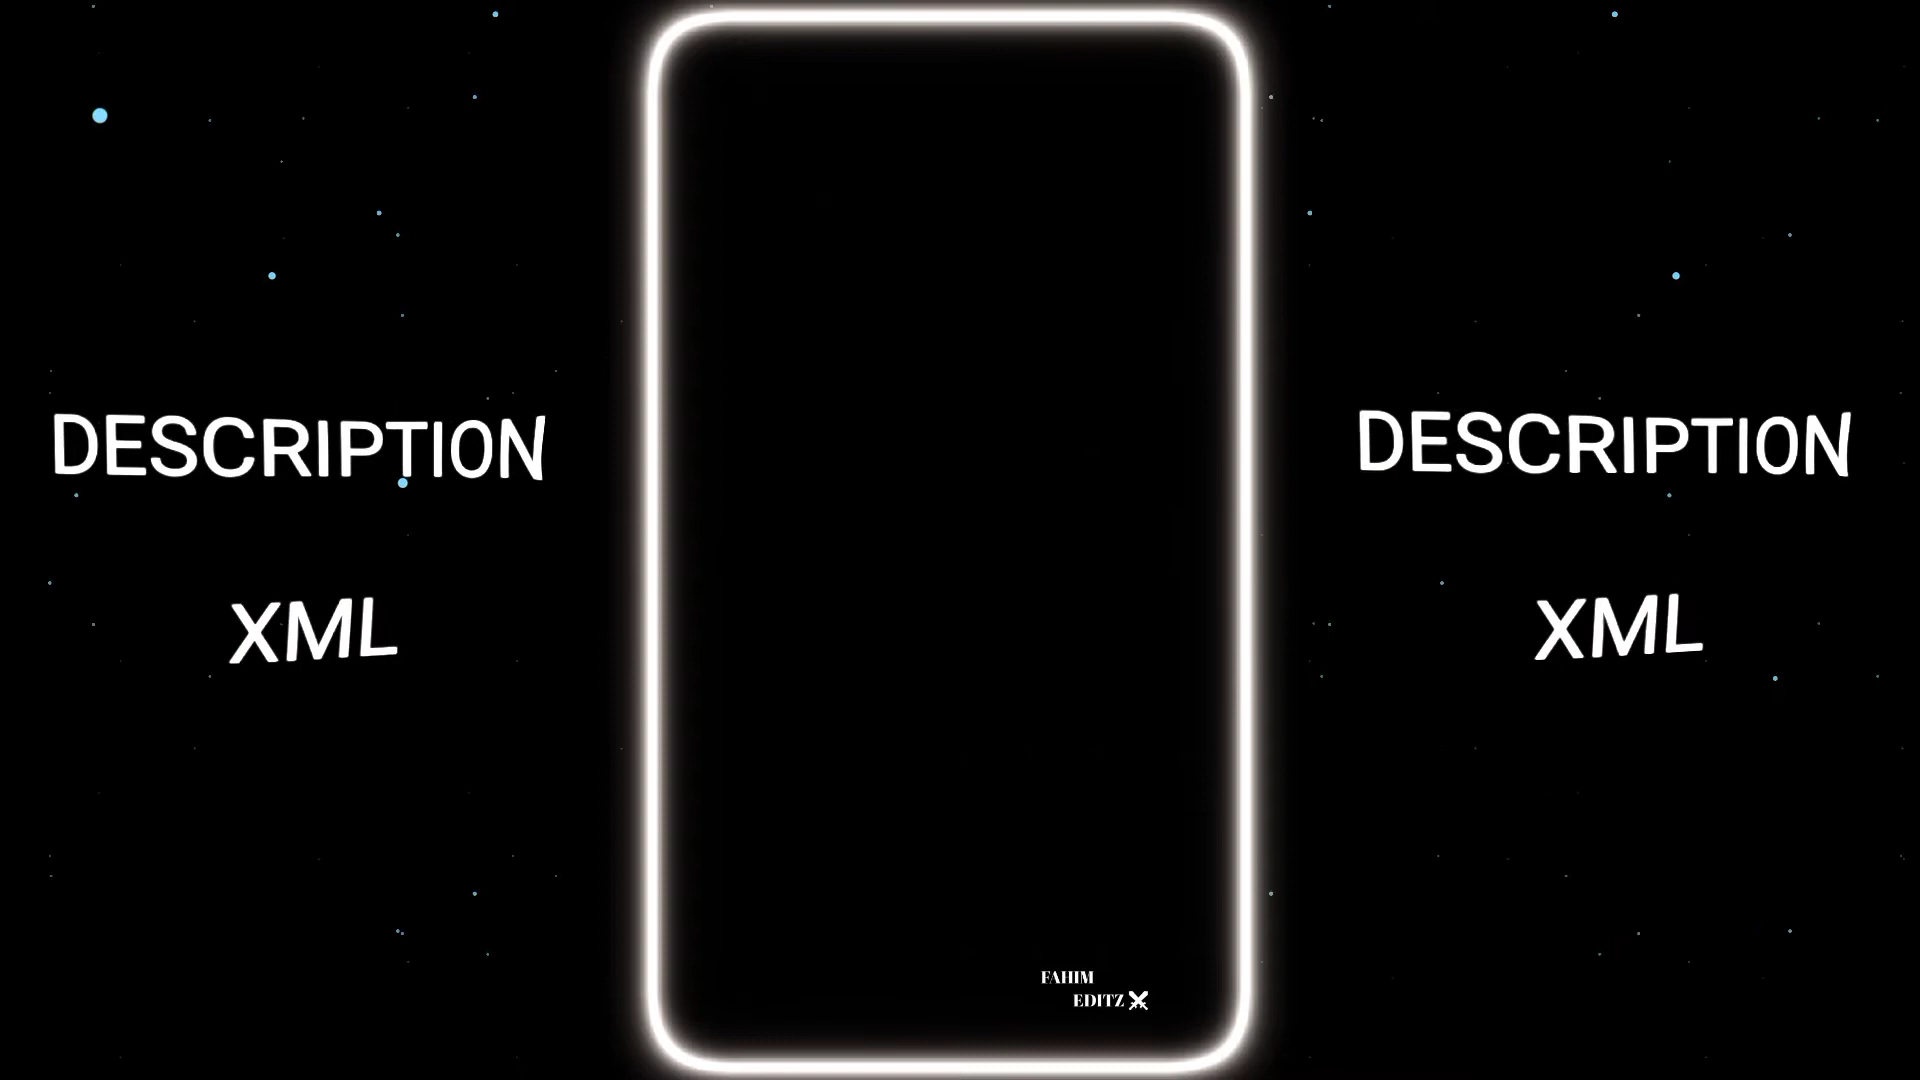 DESCRIPTION
XML
FAHIM
EDITZ
DESCRIPTION
XML